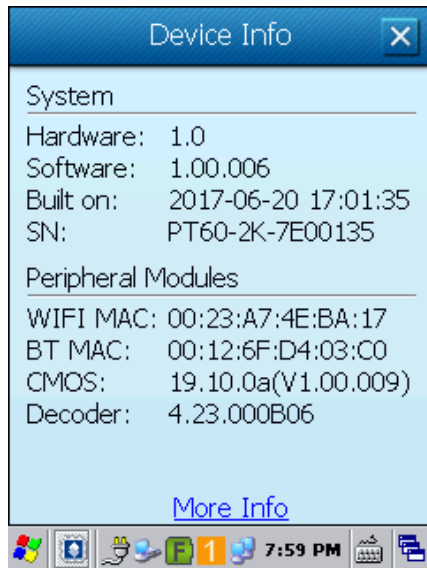 Device Info
System
Hardware: 1.0
Software: 1.00.006
Built on: 2017-06-20 17:01:35
SN: PT60-2K-7E00135
Peripheral Modules
WIFI MAC: 00:23:A7:4E:BA:17
BT MAC: 00:12:6F:D4:03:C0
CMOS: 19.10.0a(V1.00.009)
Decoder: 4.23.000B06
More Info
F 1 7:59 PM